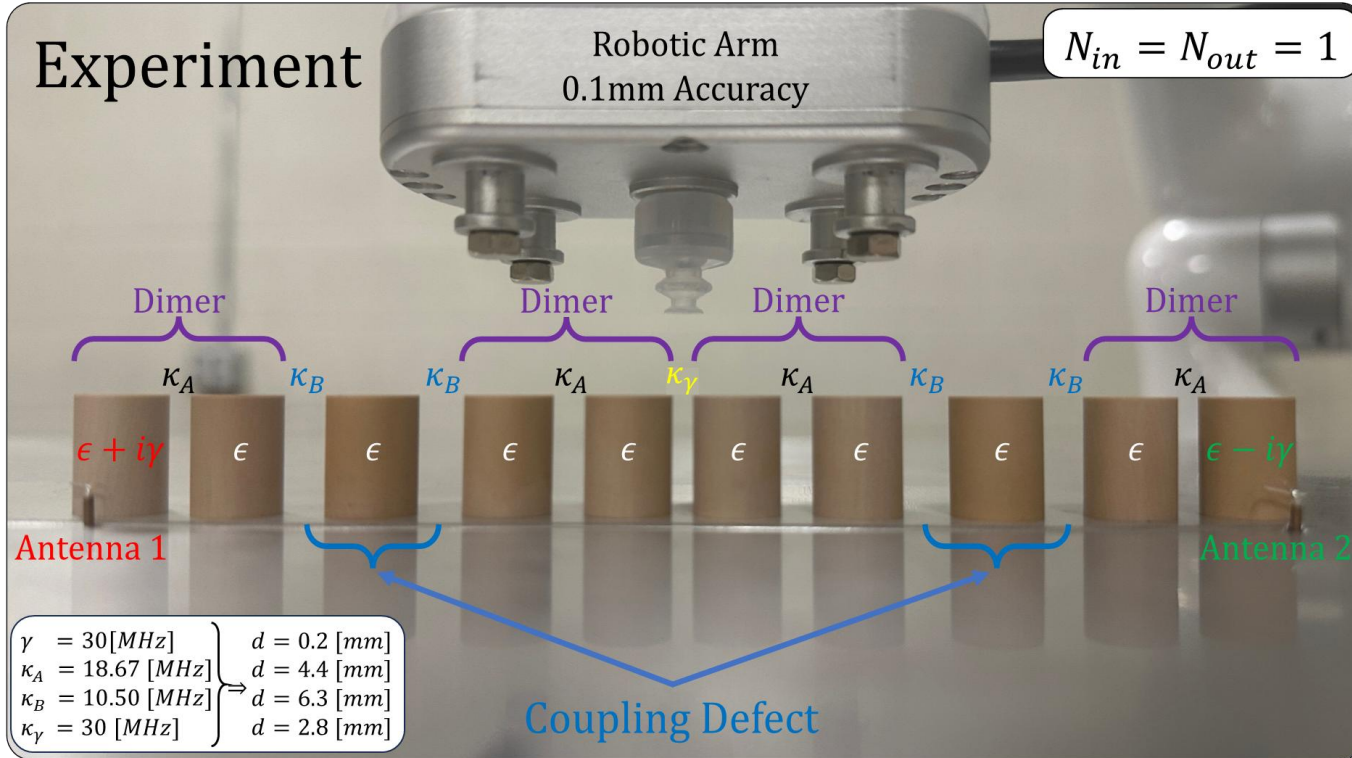 Experiment
Robotic Arm
0.1mm Accuracy
N_in = N_out = 1
Dimer Dimer Dimer Dimer
κ_A κ_B κ_B κ_A κ_γ κ_A κ_B κ_B κ_A
ϵ + iγ ϵ ϵ ϵ ϵ ϵ ϵ ϵ ϵ ϵ − iγ
Antenna 1
Antenna 2
γ = 30[MHz] d = 0.2 [mm]
κ_A = 18.67 [MHz] ⇒ d = 4.4 [mm]
κ_B = 10.50 [MHz] d = 6.3 [mm]
κ_γ = 30 [MHz] d = 2.8 [mm]
Coupling Defect